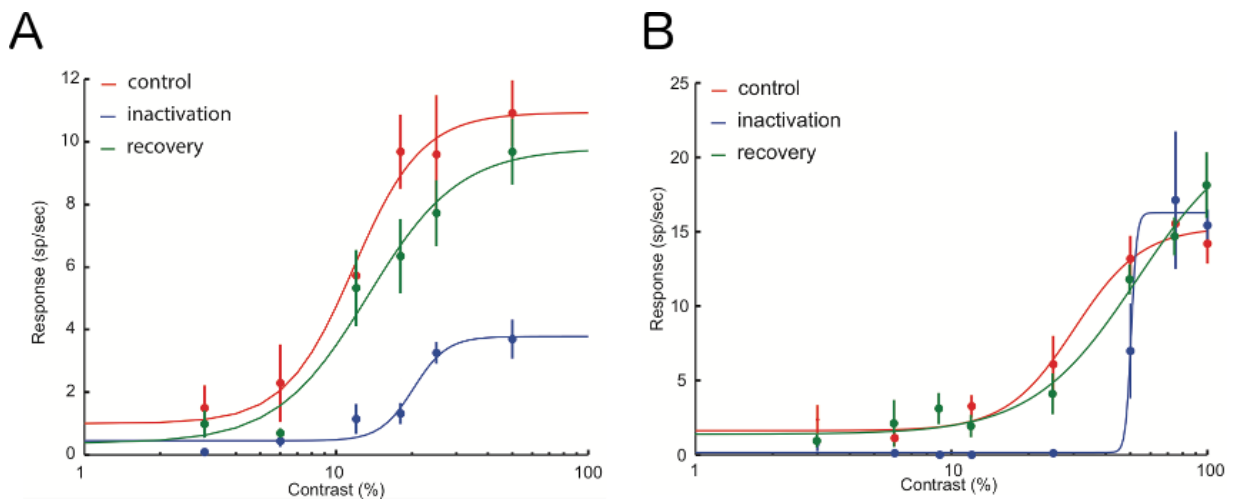 A
12
10
8
6
4
2
0
Response (sp/sec)
control
inactivation
recovery
1
10
100
Contrast (%)
B
25
20
15
10
5
0
Response (sp/sec)
control
inactivation
recovery
1
10
100
Contrast (%)